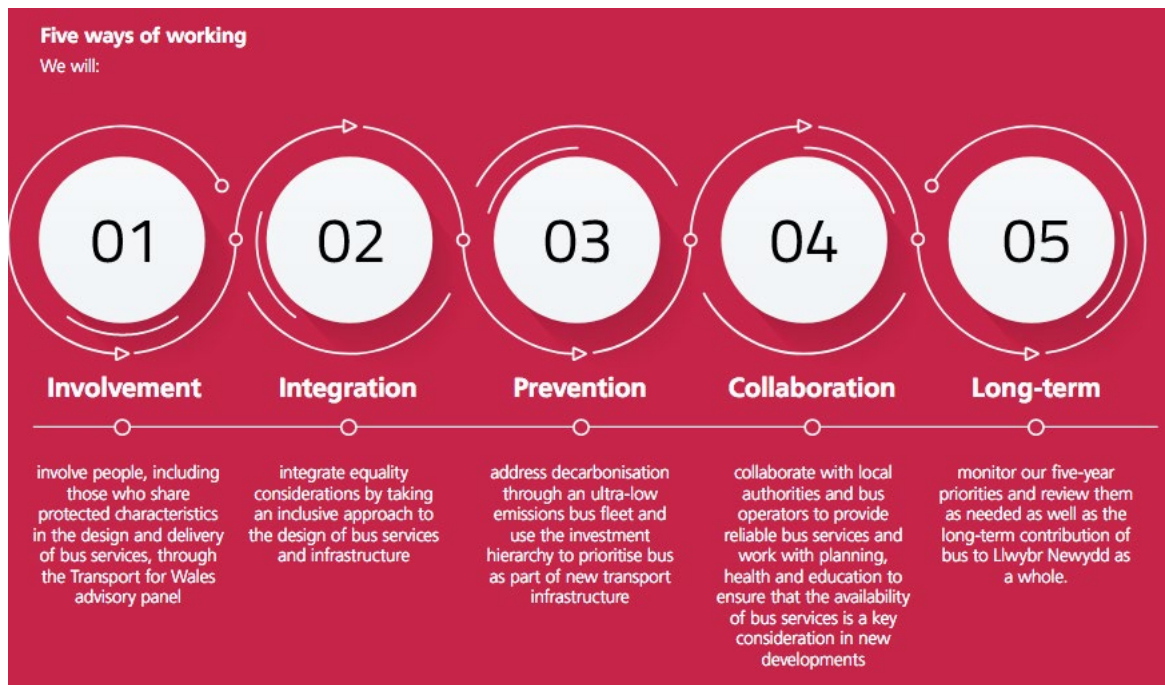 Five ways of working
We will:
01
02
03
04
05
Involvement
Integration
Prevention
Collaboration
Long-term
involve people, including
those who share
protected characteristics
in the design and delivery
of bus services, through
the Transport for Wales
advisory panel
integrate equality
considerations by taking
an inclusive approach to
the design of bus services
and infrastructure
address decarbonisation
through an ultra-low
emissions bus fleet and
use the investment
hierarchy to prioritise bus
as part of new transport
infrastructure
collaborate with local
authorities and bus
operators to provide
reliable bus services and
work with planning,
health and education to
ensure that the availability
of bus services is a key
consideration in new
developments
monitor our five-year
priorities and review them
as needed as well as the
long-term contribution of
bus to Llwybr Newydd as
a whole.